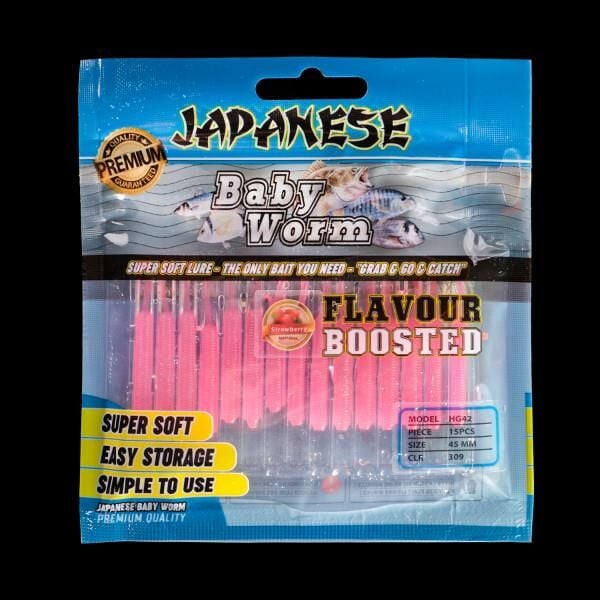 JAPANESE
QUALITY
PREMIUM
GUARANTEED
Baby
Worm
SUPER SOFT LURE - THE ONLY BAIT YOU NEED - "GRAB & GO & CATCH"
Strawberry
NATURAL
FLAVOUR
BOOSTED
MODEL HG42
PIECE 15PCS
SIZE 45 MM
CLR 309
SUPER SOFT
EASY STORAGE
SIMPLE TO USE
JAPANESE BABY WORM
PREMIUM QUALITY